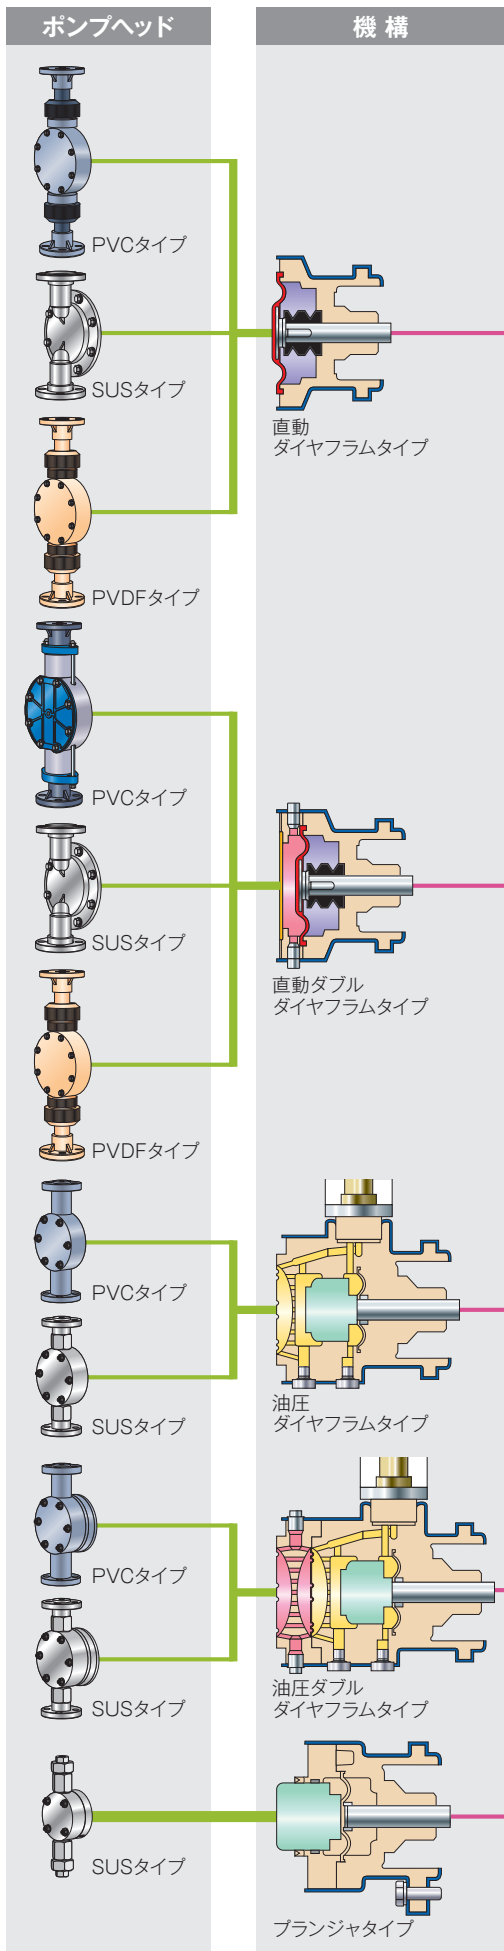 ポンプヘッド
機 構
PVCタイプ
SUSタイプ
直動
ダイヤフラムタイプ
PVDFタイプ
PVCタイプ
SUSタイプ
直動ダブル
ダイヤフラムタイプ
PVDFタイプ
PVCタイプ
SUSタイプ
油圧
ダイヤフラムタイプ
PVCタイプ
SUSタイプ
油圧ダブル
ダイヤフラムタイプ
SUSタイプ
プランジャタイプ